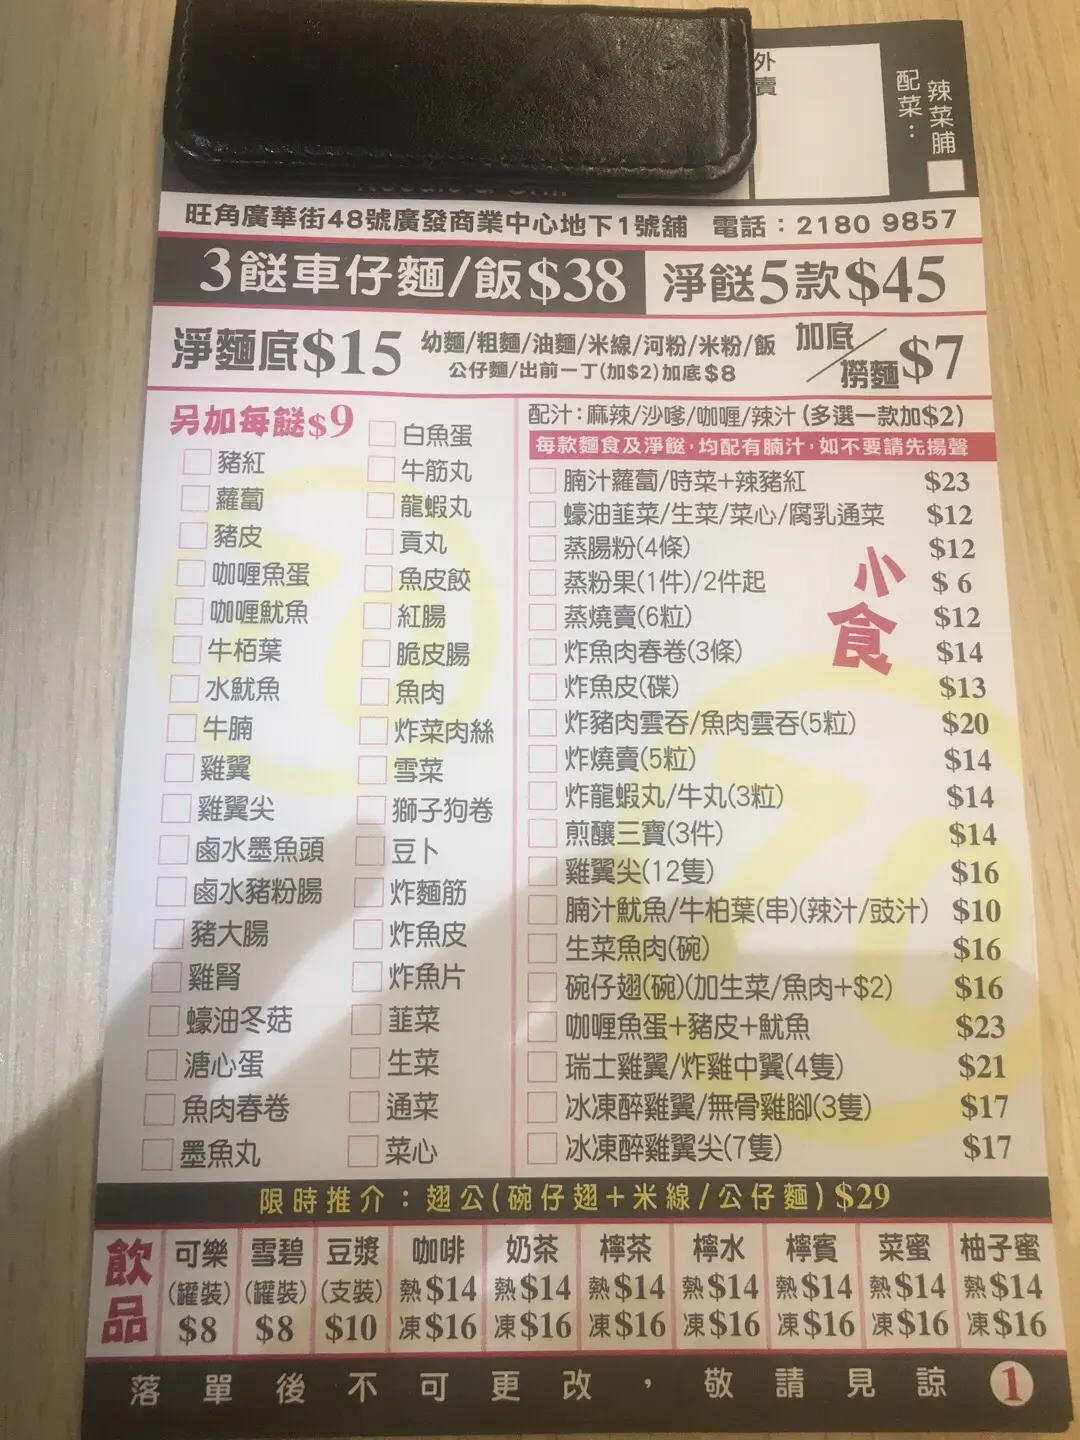 外賣
配菜：
辣菜脯
旺角廣華街48號廣發商業中心地下1號舖 電話：2180 9857
3餸車仔麵/飯$38
淨餸5款$45
淨麵底$15
幼麵/粗麵/油麵/米線/河粉/米粉/飯
公仔麵/出前一丁(加$2)加底$8
加底/撈麵$7
另加每餸$9
豬紅
蘿蔔
豬皮
咖喱魚蛋
咖喱魷魚
牛栢葉
水魷魚
牛腩
雞翼
雞翼尖
鹵水墨魚頭
鹵水豬粉腸
豬大腸
雞腎
蠔油冬菇
溏心蛋
魚肉春卷
墨魚丸
白魚蛋
牛筋丸
龍蝦丸
貢丸
魚皮餃
紅腸
脆皮腸
魚肉
炸菜肉絲
雪菜
獅子狗卷
豆卜
炸麵筋
炸魚皮
炸魚片
韮菜
生菜
通菜
菜心
配汁：麻辣/沙嗲/咖喱/辣汁(多選一款加$2)
每款麵食及淨餸，均配有腩汁，如不要請先揚聲
小食
腩汁蘿蔔/時菜+辣豬紅 $23
蠔油韮菜/生菜/菜心/腐乳通菜 $12
蒸腸粉(4條) $12
蒸粉果(1件)/2件起 $ 6
蒸燒賣(6粒) $12
炸魚肉春卷(3條) $14
炸魚皮(碟) $13
炸豬肉雲吞/魚肉雲吞(5粒) $20
炸燒賣(5粒) $14
炸龍蝦丸/牛丸(3粒) $14
煎釀三寶(3件) $14
雞翼尖(12隻) $16
腩汁魷魚/牛柏葉(串)(辣汁/豉汁) $10
生菜魚肉(碗) $16
碗仔翅(碗)(加生菜/魚肉+$2) $16
咖喱魚蛋+豬皮+魷魚 $23
瑞士雞翼/炸雞中翼(4隻) $21
冰凍醉雞翼/無骨雞腳(3隻) $17
冰凍醉雞翼尖(7隻) $17
限時推介：翅公(碗仔翅+米線/公仔麵)$29
飲品
可樂 雪碧 豆漿 咖啡 奶茶 檸茶 檸水 檸賓 菜蜜 柚子蜜
(罐裝) (罐裝) (支裝) 熱$14 熱$14 熱$14 熱$14 熱$14 熱$14 熱$14
$8 $8 $10 凍$16 凍$16 凍$16 凍$16 凍$16 凍$16 凍$16
落單後不可更改，敬請見諒 1